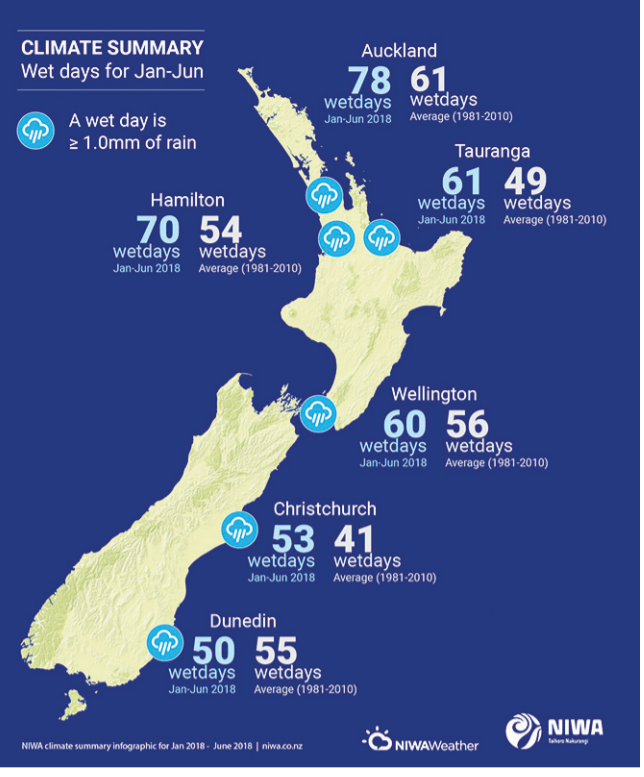 CLIMATE SUMMARY
Wet days for Jan-Jun
A wet day is
≥ 1.0mm of rain
Auckland
78 61
wetdays wetdays
Jan-Jun 2018 Average (1981-2010)
Tauranga
61 49
wetdays wetdays
Jan-Jun 2018 Average (1981-2010)
Hamilton
70 54
wetdays wetdays
Jan-Jun 2018 Average (1981-2010)
Wellington
60 56
wetdays wetdays
Jan-Jun 2018 Average (1981-2010)
Christchurch
53 41
wetdays wetdays
Jan-Jun 2018 Average (1981-2010)
Dunedin
50 55
wetdays wetdays
Jan-Jun 2018 Average (1981-2010)
NIWA climate summary infographic for Jan 2018 - June 2018 | niwa.co.nz
NIWAWeather
NIWA
Taihoro Nukurangi